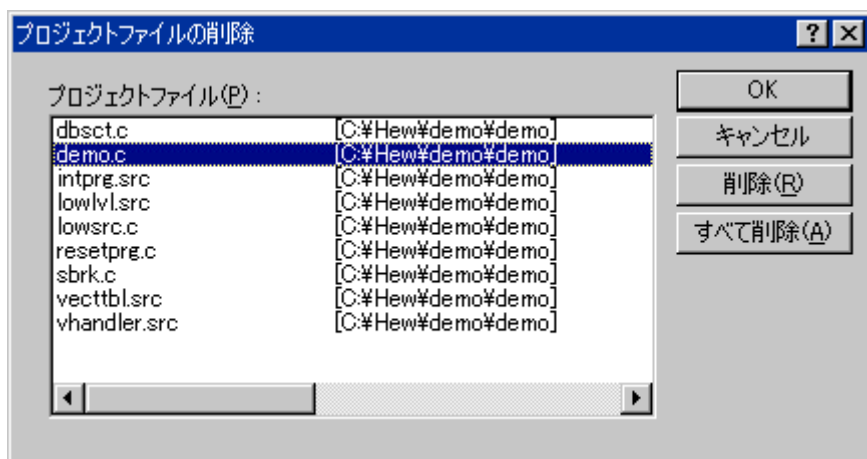 プロジェクトファイルの削除
プロジェクトファイル(P) :
dbsct.c [C:¥Hew¥demo¥demo]
demo.c [C:¥Hew¥demo¥demo]
intprg.src [C:¥Hew¥demo¥demo]
lowlvl.src [C:¥Hew¥demo¥demo]
lowsrc.c [C:¥Hew¥demo¥demo]
resetprg.c [C:¥Hew¥demo¥demo]
sbrk.c [C:¥Hew¥demo¥demo]
vecttbl.src [C:¥Hew¥demo¥demo]
vhandler.src [C:¥Hew¥demo¥demo]
OK
キャンセル
削除(R)
すべて削除(A)